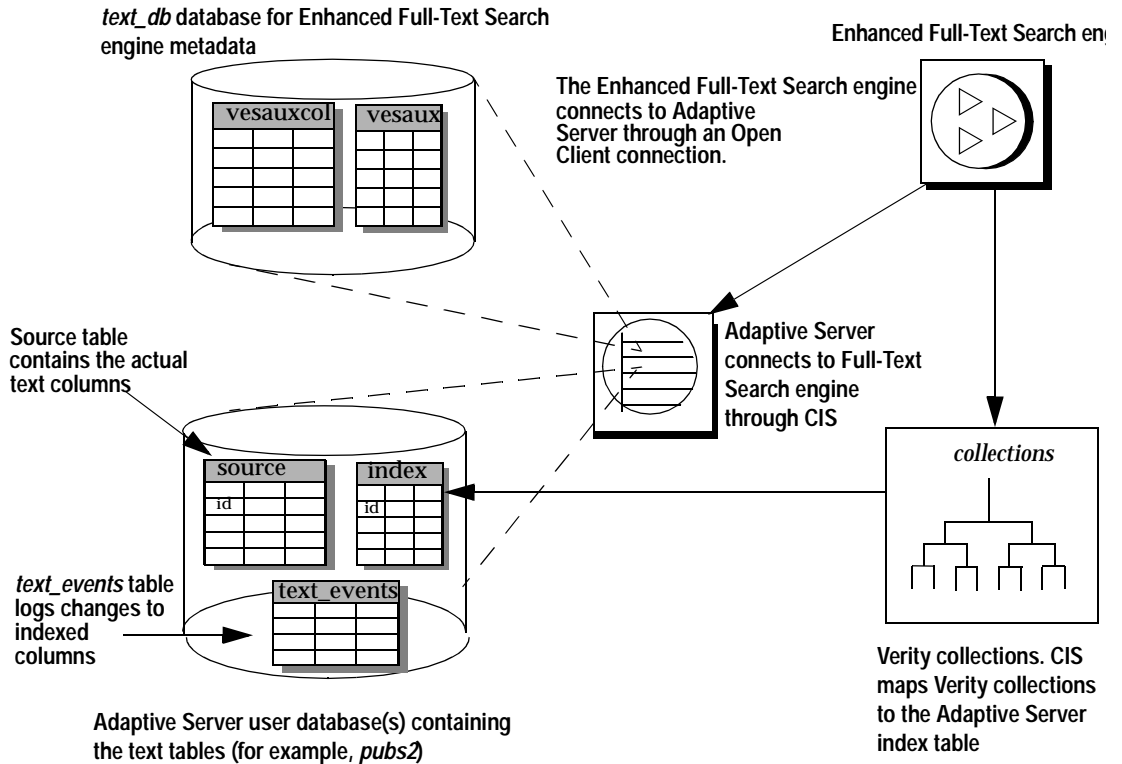 text_db database for Enhanced Full-Text Search
engine metadata
Enhanced Full-Text Search
The Enhanced Full-Text Search engine
connects to Adaptive
Server through an Open
Client connection.
vesauxcol
vesaux
Adaptive Server
connects to Full-Text
Search engine
through CIS
Source table
contains the actual
text columns
source
id
index
id
collections
text_events table
logs changes to
indexed
columns
text_events
Verity collections. CIS
maps Verity collections
to the Adaptive Server
index table
Adaptive Server user database(s) containing
the text tables (for example, pubs2)